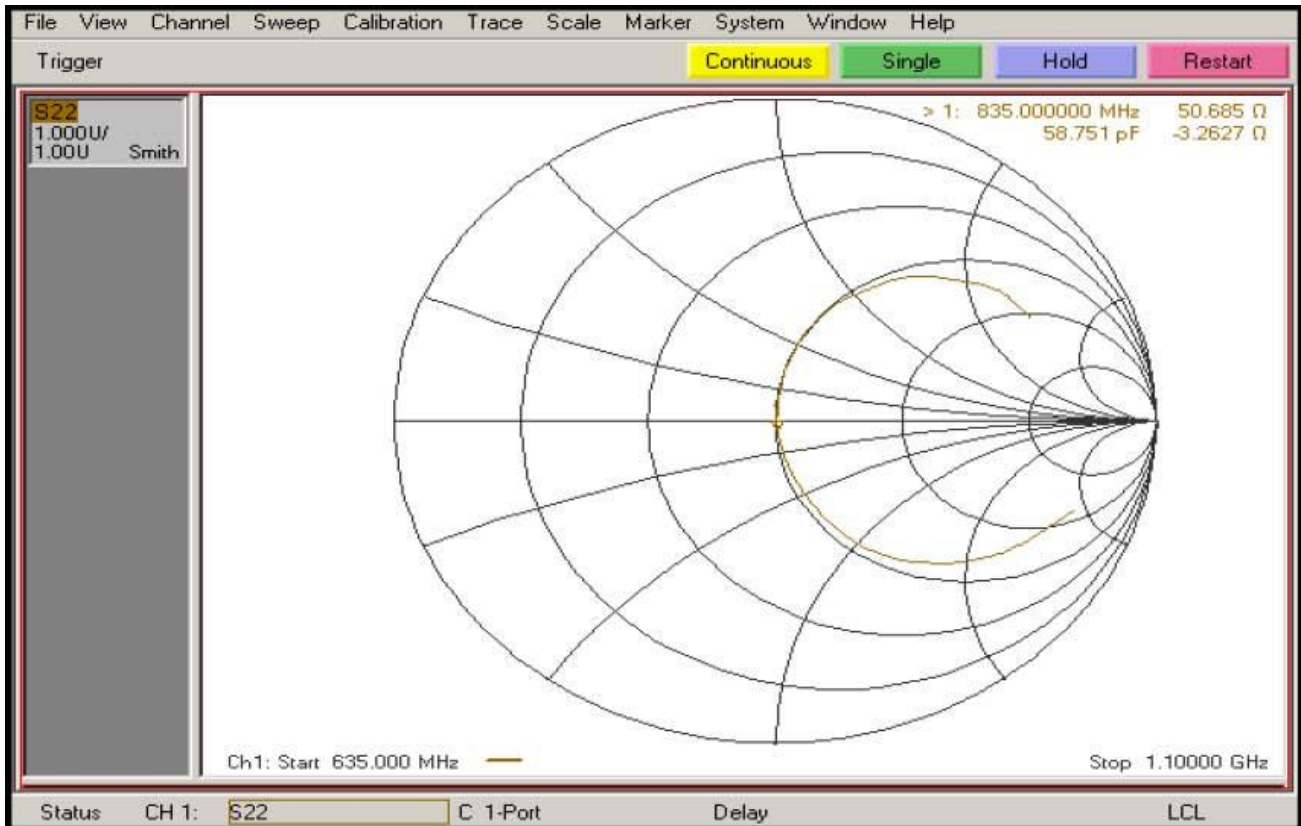 File View Channel Sweep Calibration Trace Scale Marker System Window Help
Trigger Continuous Single Hold Restart
S22
1.000U/
1.00U Smith
> 1: 835.000000 MHz 50.685 Ω
58.751 pF -3.2627 Ω
Ch1: Start 635.000 MHz Stop 1.10000 GHz
Status CH 1: S22 C 1-Port Delay LCL